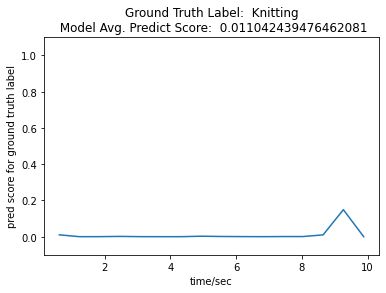 Ground Truth Label:  Knitting
Model Avg. Predict Score:  0.011042439476462081
1.0
0.8
0.6
0.4
0.2
0.0
pred score for ground truth label
2
4
6
8
10
time/sec